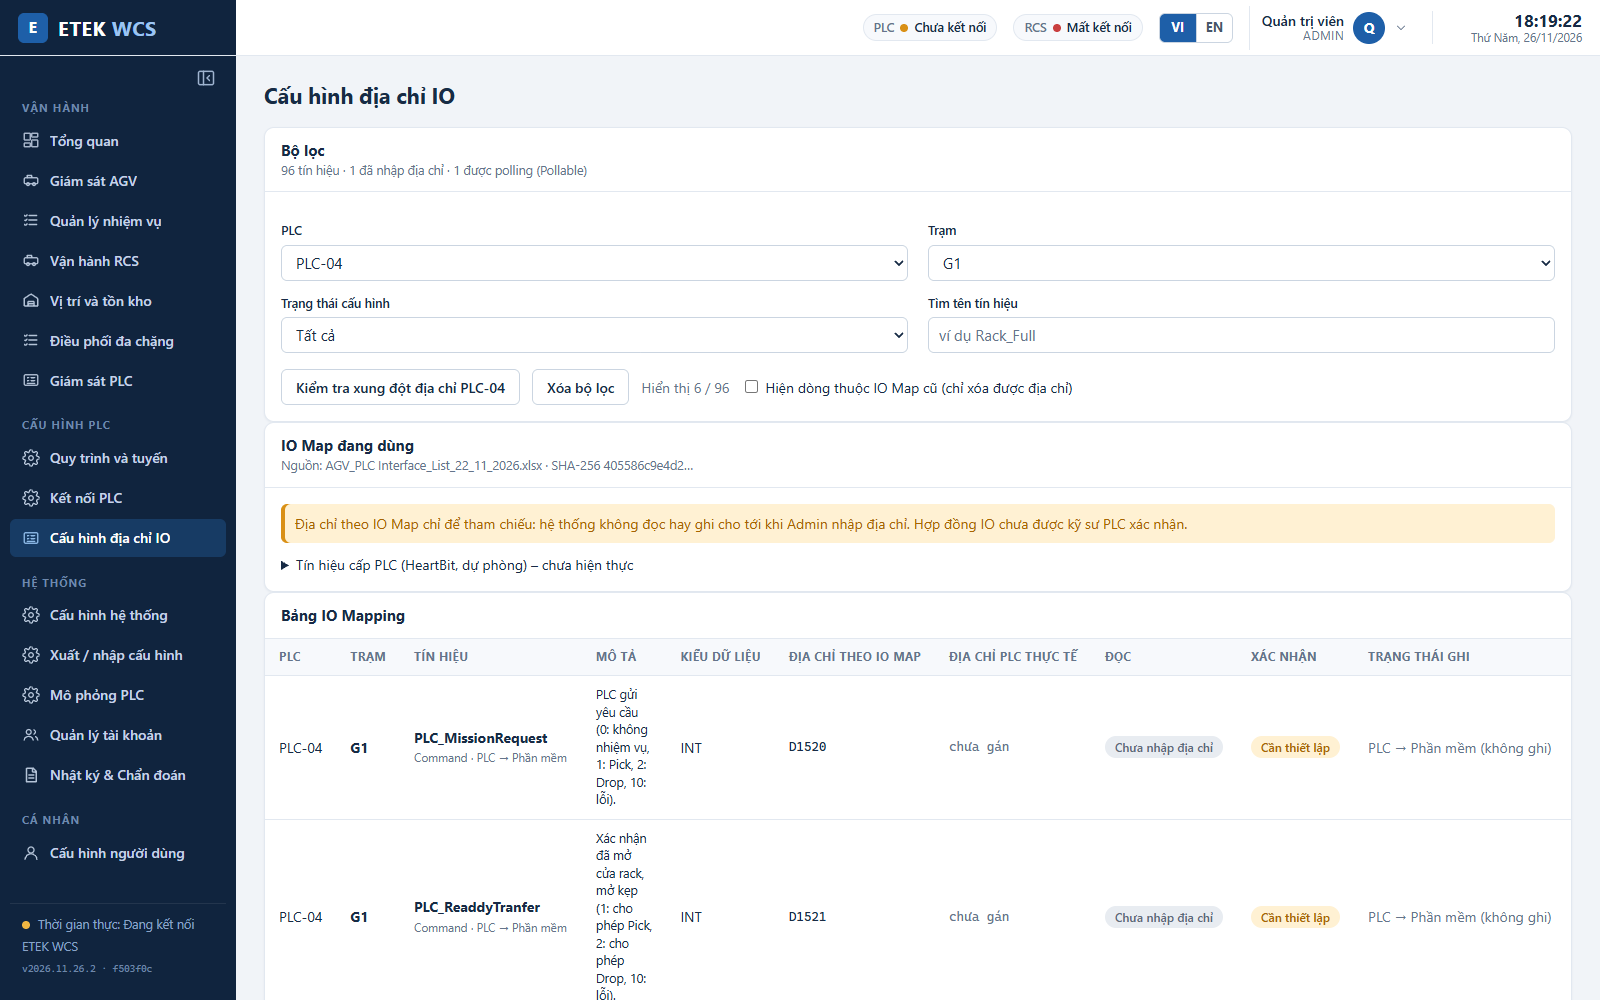 E ETEK WCS
PLC Chưa kết nối
RCS Mất kết nối
VI EN
Quản trị viên
ADMIN
Q
18:19:22
Thứ Năm, 26/11/2026
VẬN HÀNH
Tổng quan
Giám sát AGV
Quản lý nhiệm vụ
Vận hành RCS
Vị trí và tồn kho
Điều phối đa chặng
Giám sát PLC
CẤU HÌNH PLC
Quy trình và tuyến
Kết nối PLC
Cấu hình địa chỉ IO
HỆ THỐNG
Cấu hình hệ thống
Xuất / nhập cấu hình
Mô phỏng PLC
Quản lý tài khoản
Nhật ký & Chẩn đoán
CÁ NHÂN
Cấu hình người dùng
Thời gian thực: Đang kết nối
ETEK WCS
v2026.11.26.2 · f503f0c
Cấu hình địa chỉ IO
Bộ lọc
96 tín hiệu · 1 đã nhập địa chỉ · 1 được polling (Pollable)
PLC
PLC-04
Trạm
G1
Trạng thái cấu hình
Tất cả
Tìm tên tín hiệu
ví dụ Rack_Full
Kiểm tra xung đột địa chỉ PLC-04
Xóa bộ lọc
Hiển thị 6 / 96
Hiện dòng thuộc IO Map cũ (chỉ xóa được địa chỉ)
IO Map đang dùng
Nguồn: AGV_PLC Interface_List_22_11_2026.xlsx · SHA-256 405586c9e4d2...
Địa chỉ theo IO Map chỉ để tham chiếu: hệ thống không đọc hay ghi cho tới khi Admin nhập địa chỉ. Hợp đồng IO chưa được kỹ sư PLC xác nhận.
Tín hiệu cấp PLC (HeartBit, dự phòng) – chưa hiện thực
Bảng IO Mapping
PLC TRẠM TÍN HIỆU MÔ TẢ KIỂU DỮ LIỆU ĐỊA CHỈ THEO IO MAP ĐỊA CHỈ PLC THỰC TẾ ĐỌC XÁC NHẬN TRẠNG THÁI GHI
PLC-04
G1
PLC_MissionRequest
Command · PLC → Phần mềm
PLC gửi
yêu cầu
(0: không
nhiệm vụ,
1: Pick, 2:
Drop, 10:
lỗi).
INT
D1520
chưa gán
Chưa nhập địa chỉ
Cần thiết lập
PLC → Phần mềm (không ghi)
PLC-04
G1
PLC_ReaddyTranfer
Command · PLC → Phần mềm
Xác nhận
đã mở
cửa rack,
mở kẹp
(1: cho
phép Pick,
2: cho
phép
Drop, 10:
lỗi).
INT
D1521
chưa gán
Chưa nhập địa chỉ
Cần thiết lập
PLC → Phần mềm (không ghi)